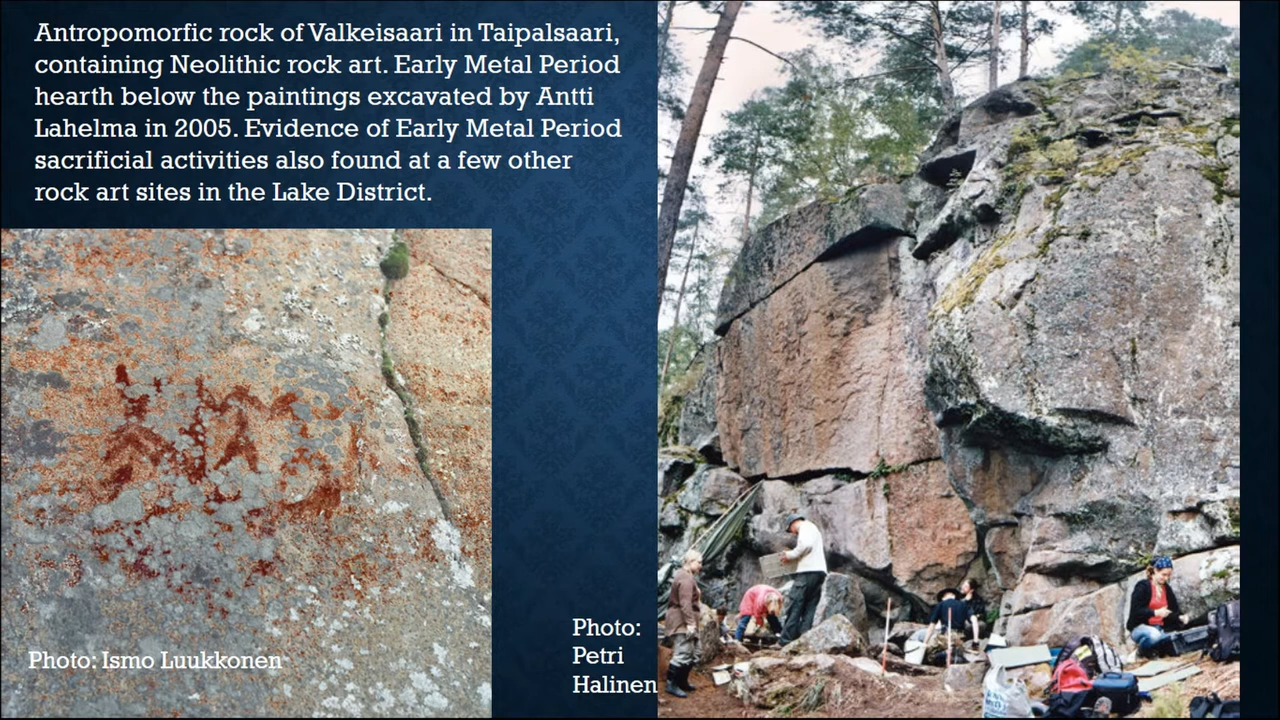 Antropomorfic rock of Valkeisaari in Taipalsaari,
containing Neolithic rock art. Early Metal Period
hearth below the paintings excavated by Antti
Lahelma in 2005. Evidence of Early Metal Period
sacrificial activities also found at a few other
rock art sites in the Lake District.
Photo: Ismo Luukkonen
Photo:
Petri
Halinen